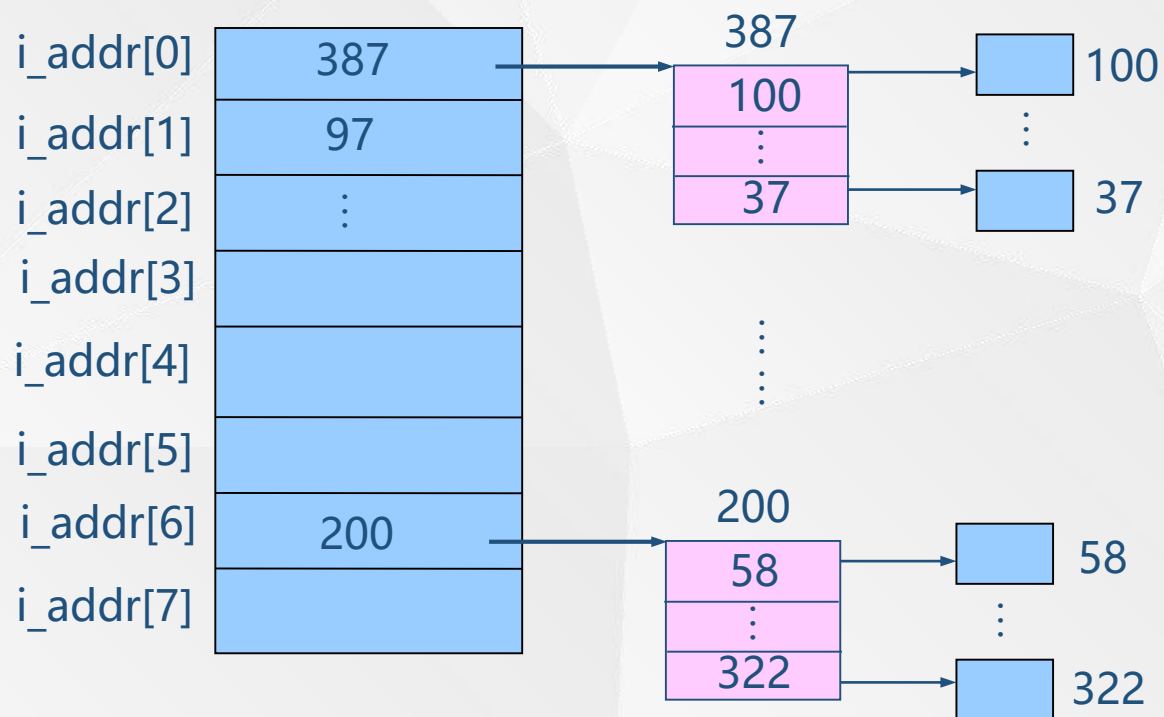 i_addr[0]
i_addr[1]
i_addr[2]
i_addr[3]
i_addr[4]
i_addr[5]
i_addr[6]
i_addr[7]
387
97
⋮
200
387
100
⋮
37
100
⋮
37
⋮
⋮
200
58
⋮
322
58
⋮
322